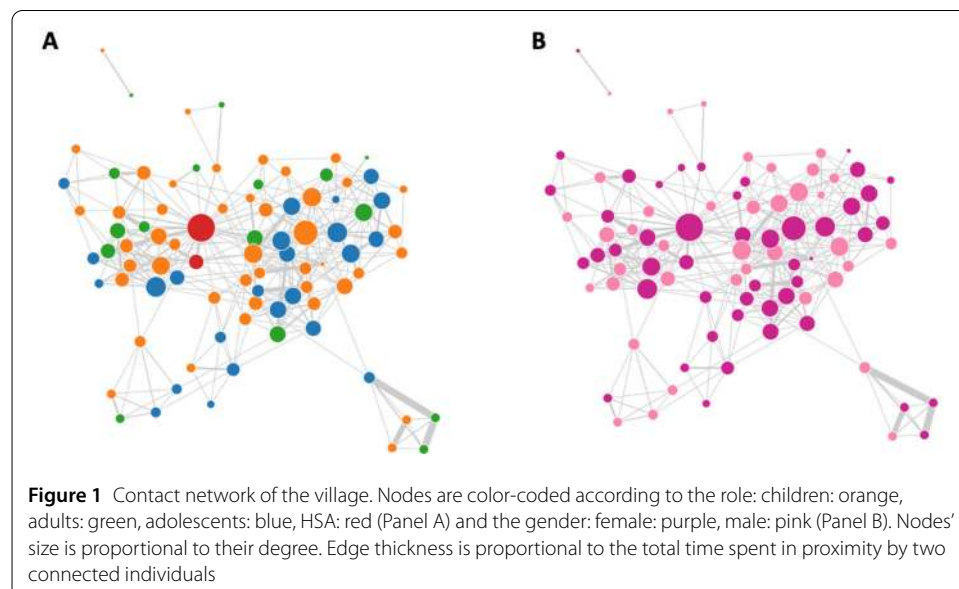 A
B
Figure 1 Contact network of the village. Nodes are color-coded according to the role: children: orange,
adults: green, adolescents: blue, HSA: red (Panel A) and the gender: female: purple, male: pink (Panel B). Nodes’
size is proportional to their degree. Edge thickness is proportional to the total time spent in proximity by two
connected individuals